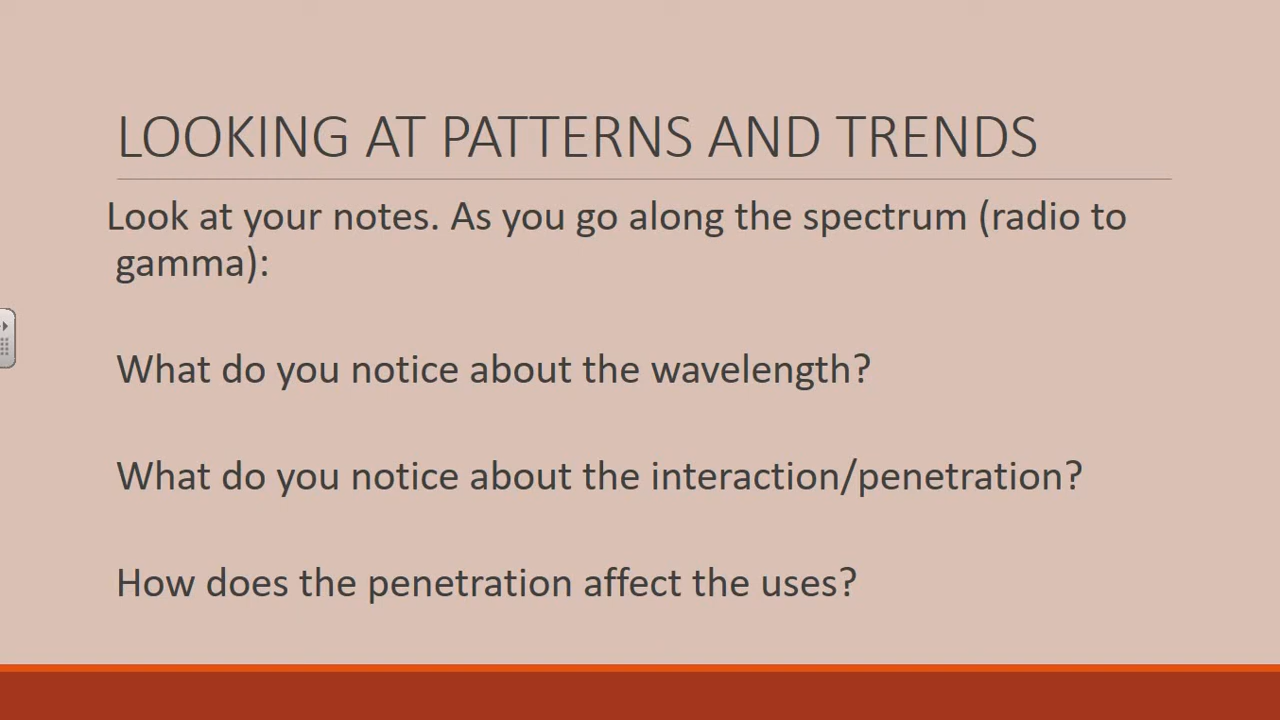 LOOKING AT PATTERNS AND TRENDS
Look at your notes. As you go along the spectrum (radio to
gamma):
What do you notice about the wavelength?
What do you notice about the interaction/penetration?
How does the penetration affect the uses?